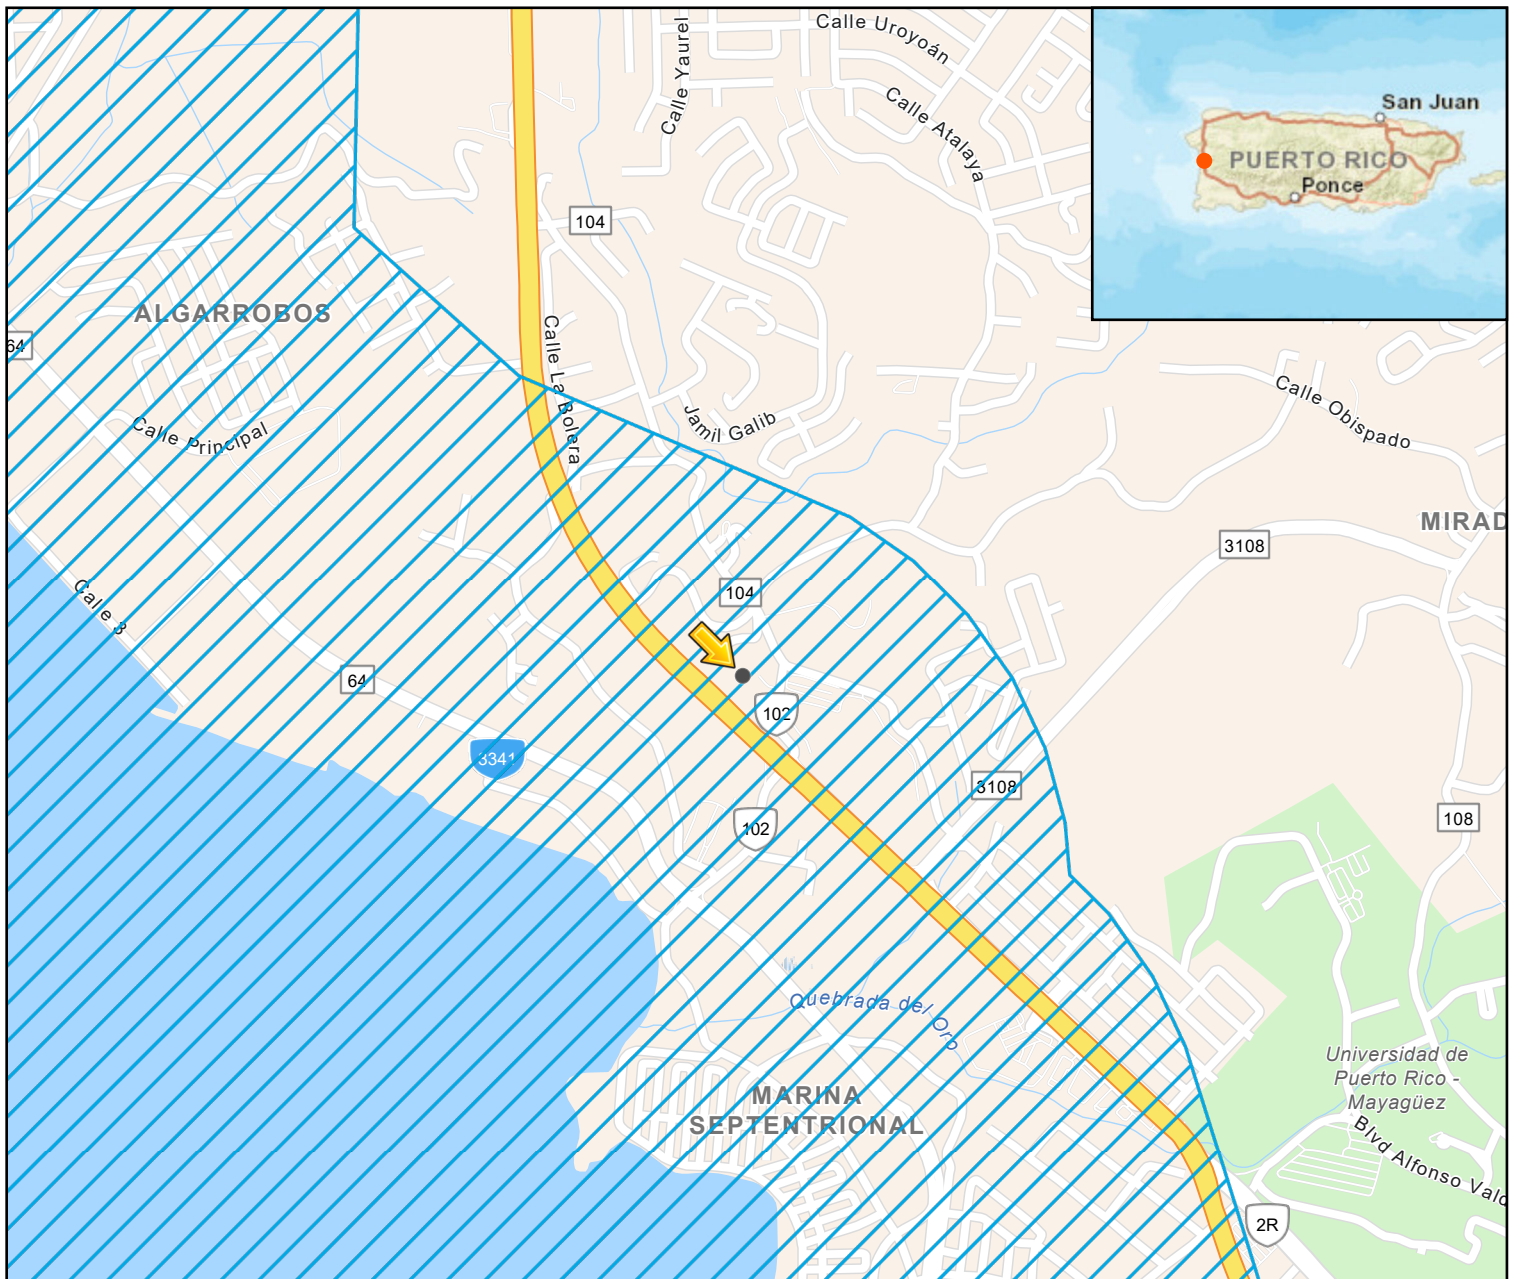 Calle Yaurel
Calle Uroyoán
Calle Atalaya
San Juan
PUERTO RICO
Ponce
104
ALGARROBOS
64
Calle La Bolera
Calle Principal
Jamil Galib
Calle Obispado
MIRAD
3108
Calle 3
104
64
102
3341
3108
102
108
Quebrada del Oro
MARINA
SEPTENTRIONAL
Universidad de
Puerto Rico -
Mayagüez
Blvd Alfonso Vald
2R